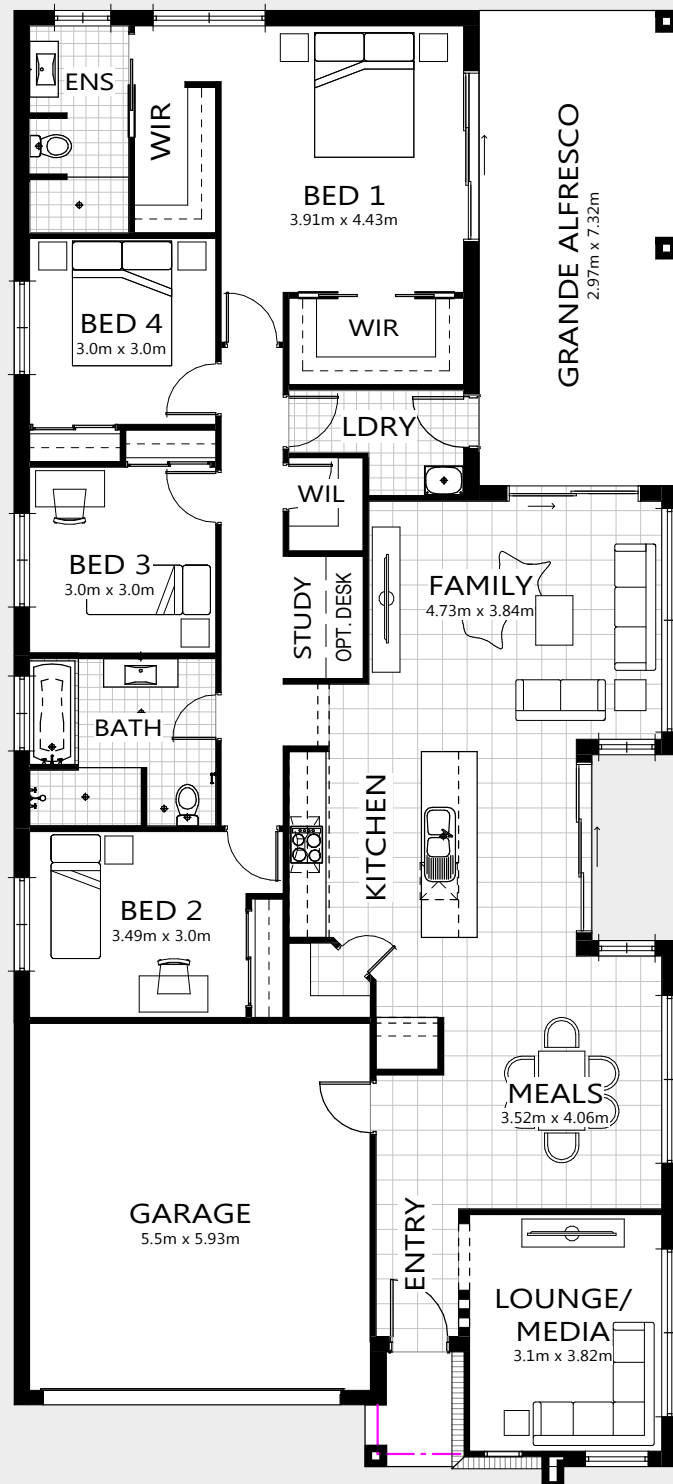 ENS
WIR
BED 1
3.91m x 4.43m
GRANDE ALFRESCO
2.97m x 7.32m
BED 4
3.0m x 3.0m
WIR
LDRY
WIL
BED 3
3.0m x 3.0m
STUDY
OPT. DESK
FAMILY
4.73m x 3.84m
BATH
KITCHEN
BED 2
3.49m x 3.0m
MEALS
3.52m x 4.06m
GARAGE
5.5m x 5.93m
ENTRY
LOUNGE/
MEDIA
3.1m x 3.82m